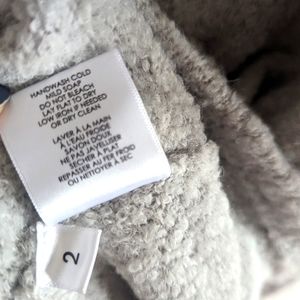 HANDWASH COLD
MILD SOAP
DO NOT BLEACH
LAY FLAT TO DRY
LOW IRON IF NEEDED
OR DRY CLEAN
LAVER À LA MAIN
À L'EAU FROIDE
SAVON DOUX
NE PAS JAVELLISER
SÉCHER À PLAT
REPASSER AU FER FROID
OU NETTOYER À SEC
2